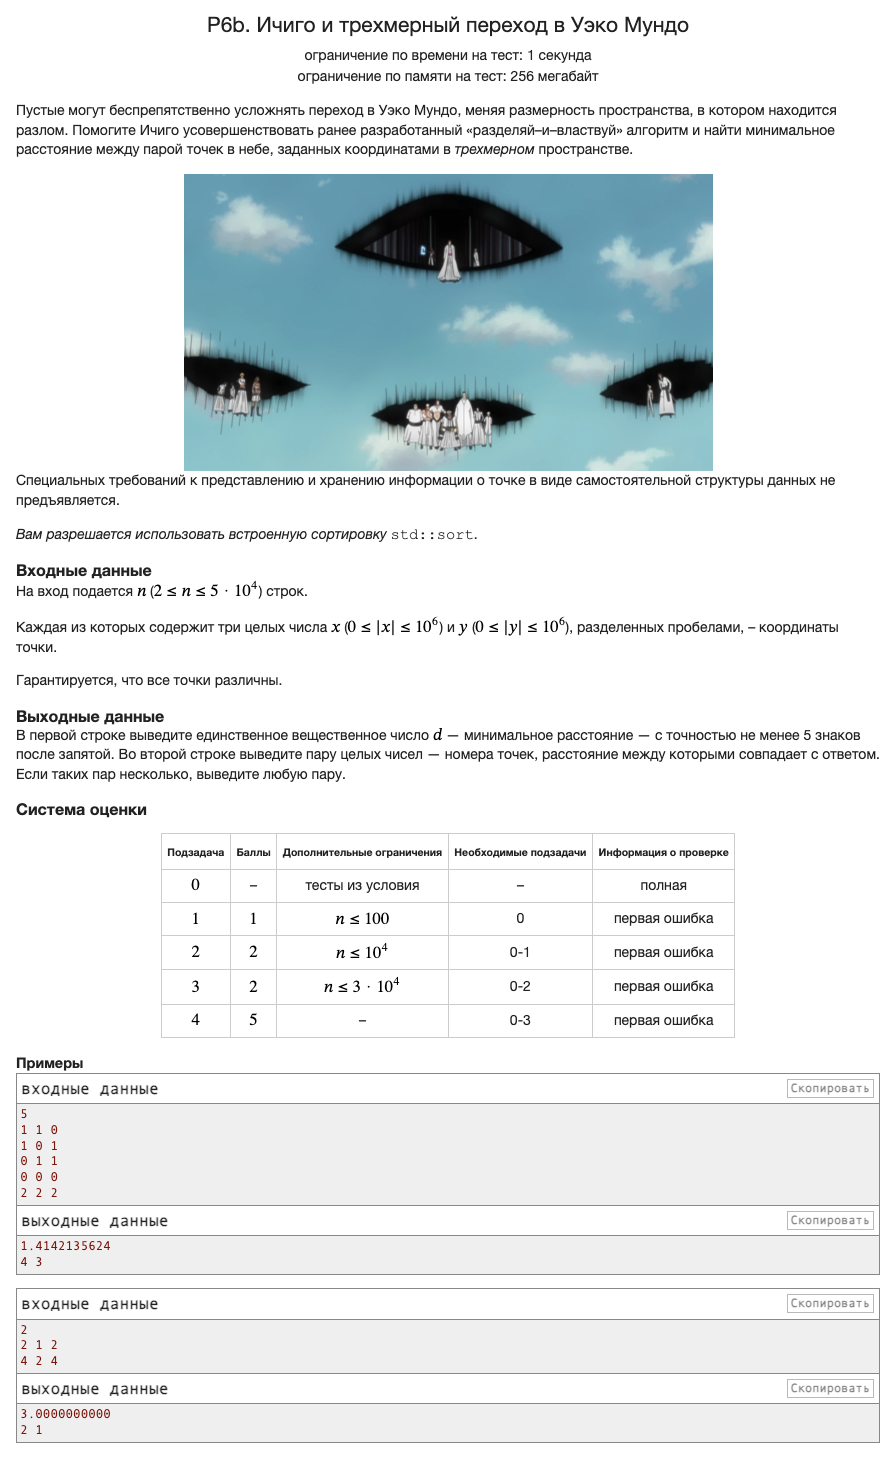 P6b. Ичиго и трехмерный переход в Уэко Мундо
ограничение по времени на тест: 1 секунда
ограничение по памяти на тест: 256 мегабайт
Пустые могут беспрепятственно усложнять переход в Уэко Мундо, меняя размерность пространства, в котором находится
разлом. Помогите Ичиго усовершенствовать ранее разработанный «разделяй–и–властвуй» алгоритм и найти минимальное
расстояние между парой точек в небе, заданных координатами в трехмерном пространстве.
Специальных требований к представлению и хранению информации о точке в виде самостоятельной структуры данных не
предъявляется.
Вам разрешается использовать встроенную сортировку std::sort.
Входные данные
На вход подается n (2 ≤ n ≤ 5 · 10^4) строк.
Каждая из которых содержит три целых числа x (0 ≤ |x| ≤ 10^6) и y (0 ≤ |y| ≤ 10^6), разделенных пробелами, – координаты
точки.
Гарантируется, что все точки различны.
Выходные данные
В первой строке выведите единственное вещественное число d — минимальное расстояние — с точностью не менее 5 знаков
после запятой. Во второй строке выведите пару целых чисел — номера точек, расстояние между которыми совпадает с ответом.
Если таких пар несколько, выведите любую пару.
Система оценки
Подзадача Баллы Дополнительные ограничения Необходимые подзадачи Информация о проверке
0 – тесты из условия – полная
1 1 n ≤ 100 0 первая ошибка
2 2 n ≤ 10^4 0-1 первая ошибка
3 2 n ≤ 3 · 10^4 0-2 первая ошибка
4 5 – 0-3 первая ошибка
Примеры
входные данные Скопировать
5
1 1 0
1 0 1
0 1 1
0 0 0
2 2 2
выходные данные Скопировать
1.4142135624
4 3
входные данные Скопировать
2
2 1 2
4 2 4
выходные данные Скопировать
3.0000000000
2 1